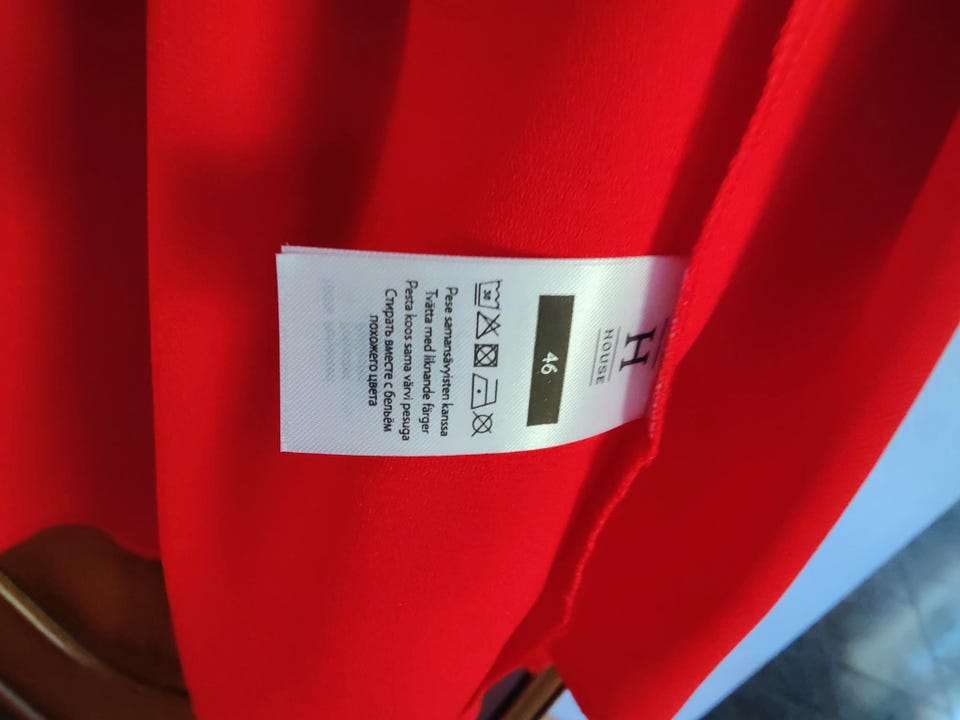 H
HOUSE
46
30
Pese samansävyisten kanssa
Tvätta med liknande färger
Pesta koos sama värvi pesuga
Стирать вместе с бельём
похожего цвета